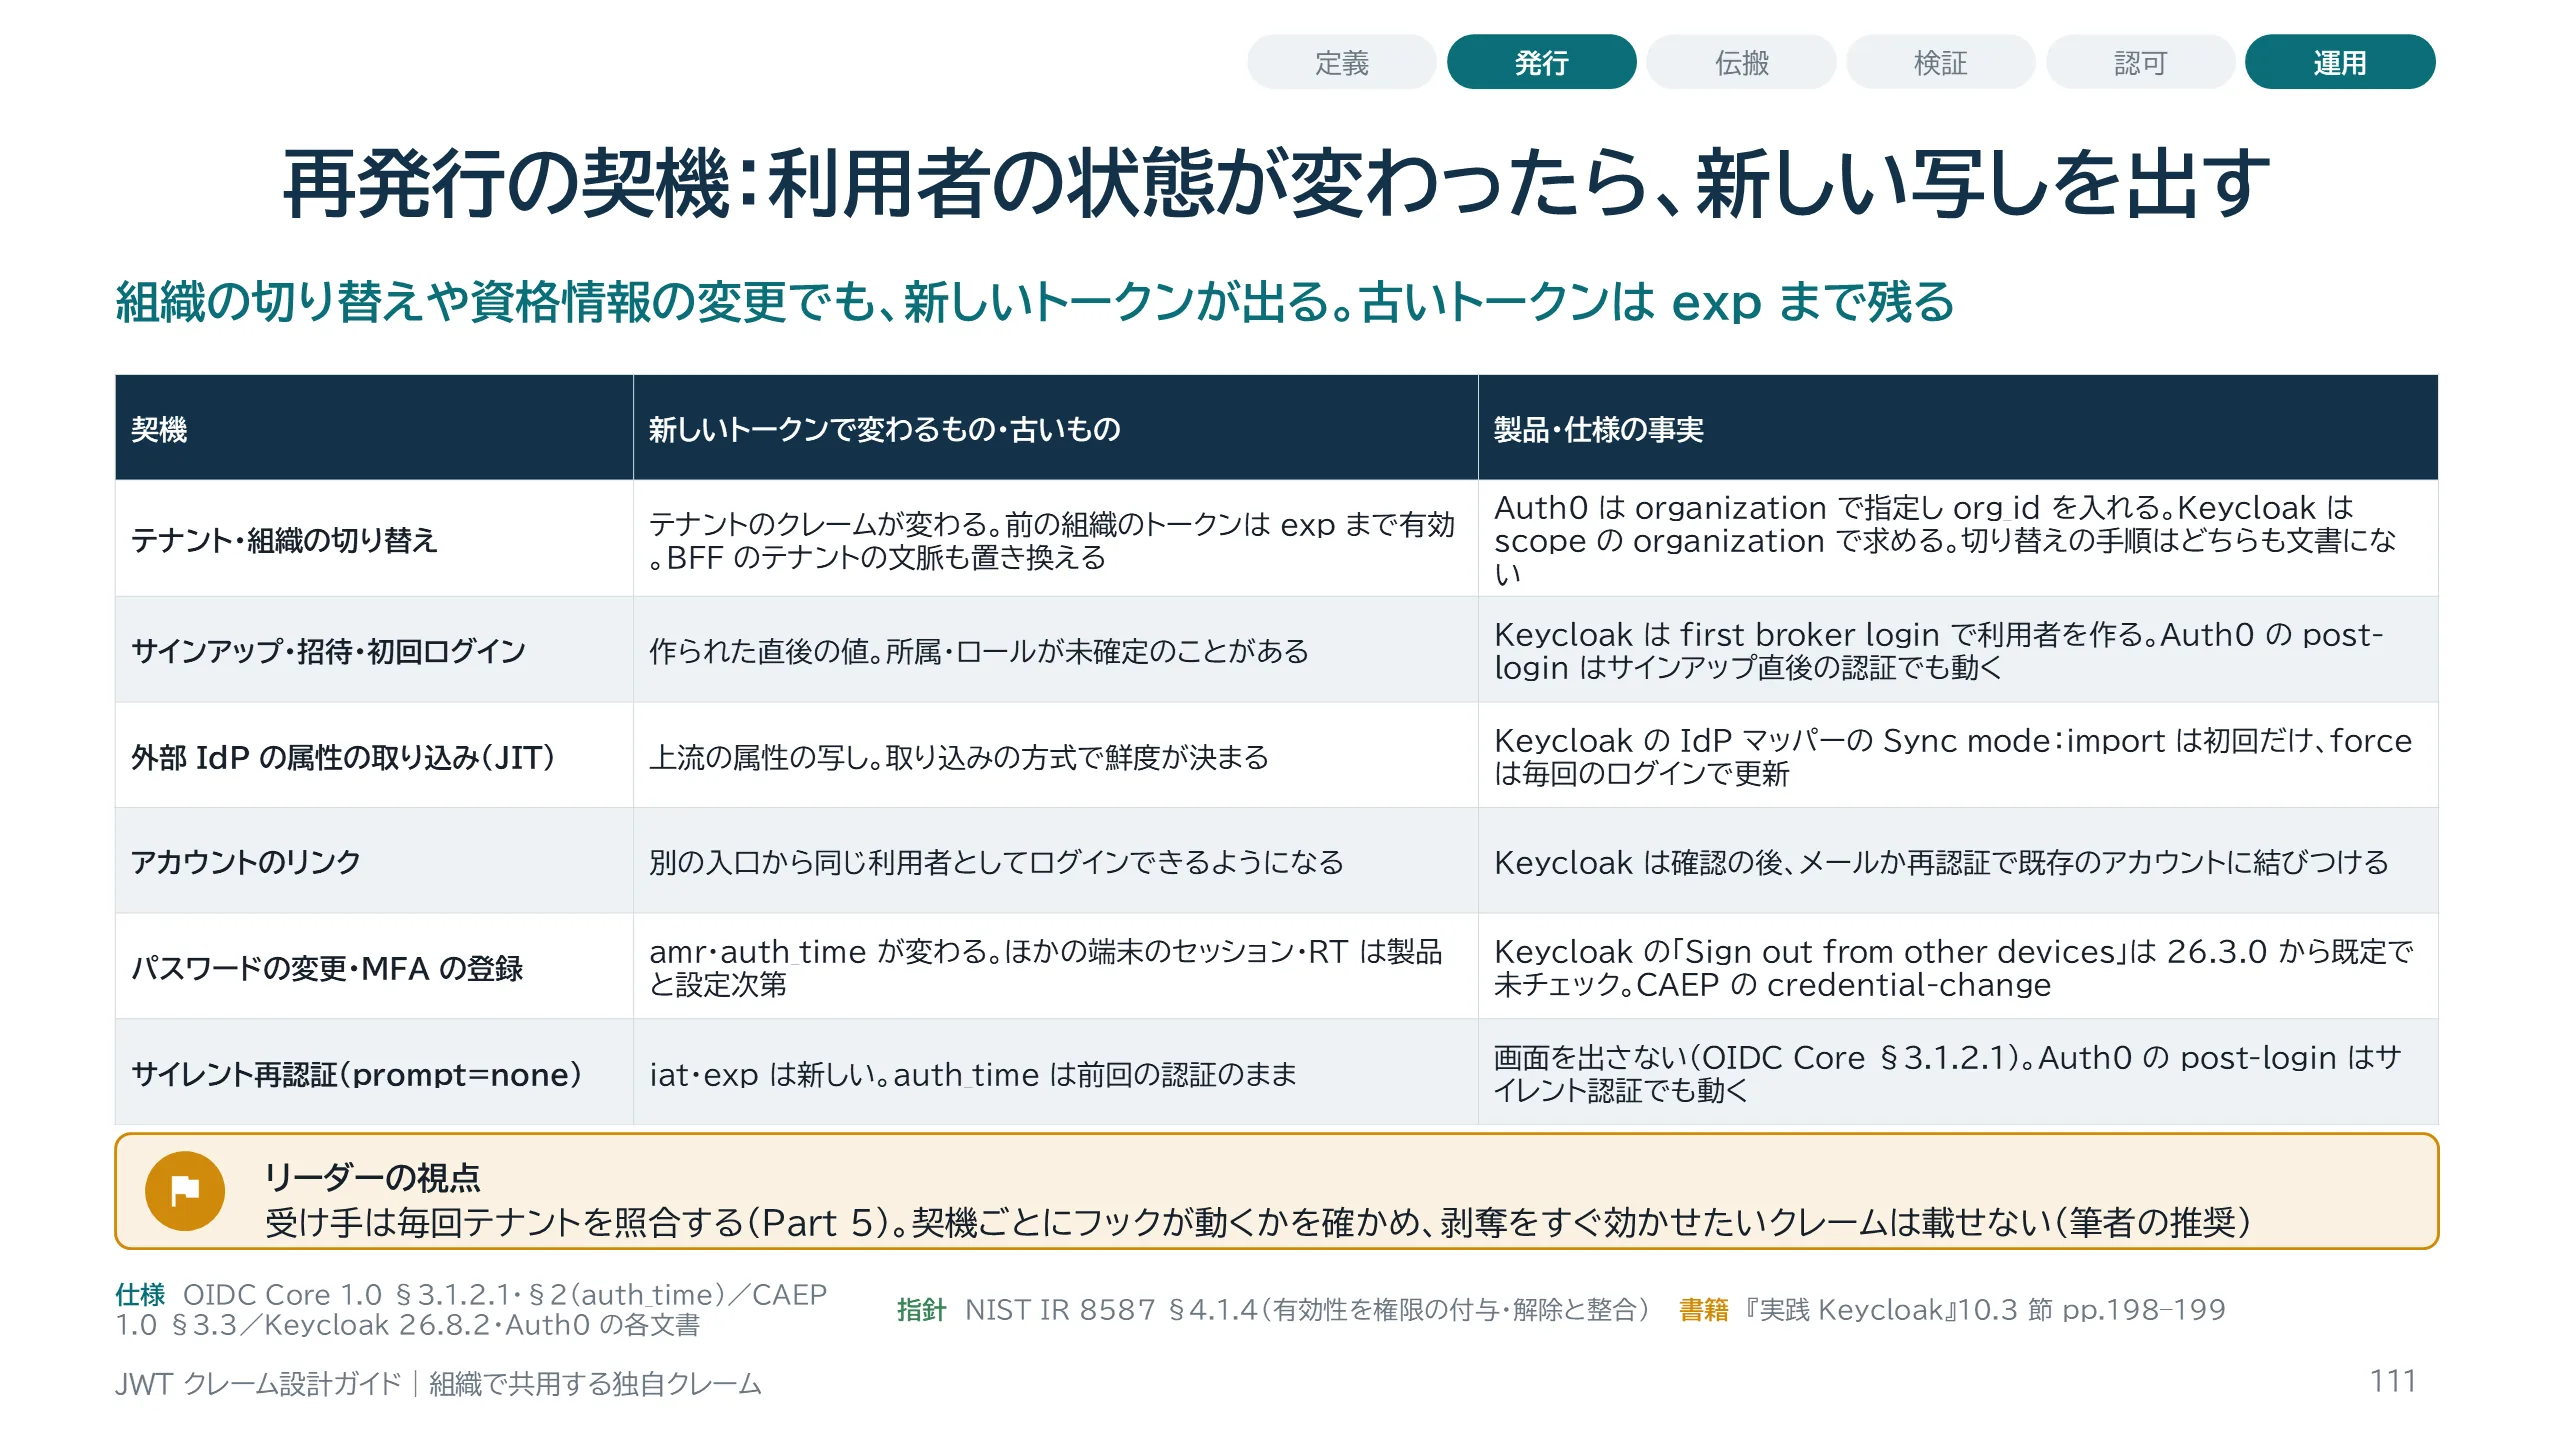 定義
発行
伝搬
検証
認可
運用
再発行の契機：利用者の状態が変わったら、新しい写しを出す
組織の切り替えや資格情報の変更でも、新しいトークンが出る。古いトークンは exp まで残る
契機
新しいトークンで変わるもの・古いもの
製品・仕様の事実
テナント・組織の切り替え
テナントのクレームが変わる。前の組織のトークンは exp まで有効
。BFF のテナントの文脈も置き換える
Auth0 は organization で指定し org_id を入れる。Keycloak は
scope の organization で求める。切り替えの手順はどちらも文書にな
い
サインアップ・招待・初回ログイン
作られた直後の値。所属・ロールが未確定のことがある
Keycloak は first broker login で利用者を作る。Auth0 の post-
login はサインアップ直後の認証でも動く
外部 IdP の属性の取り込み（JIT）
上流の属性の写し。取り込みの方式で鮮度が決まる
Keycloak の IdP マッパーの Sync mode：import は初回だけ、force
は毎回のログインで更新
アカウントのリンク
別の入口から同じ利用者としてログインできるようになる
Keycloak は確認の後、メールか再認証で既存のアカウントに結びつける
パスワードの変更・MFA の登録
amr・auth_time が変わる。ほかの端末のセッション・RT は製品
と設定次第
Keycloak の「Sign out from other devices」は 26.3.0 から既定で
未チェック。CAEP の credential-change
サイレント再認証（prompt=none）
iat・exp は新しい。auth_time は前回の認証のまま
画面を出さない（OIDC Core §3.1.2.1）。Auth0 の post-login はサ
イレント認証でも動く
リーダーの視点
受け手は毎回テナントを照合する（Part 5）。契機ごとにフックが動くかを確かめ、剥奪をすぐ効かせたいクレームは載せない（筆者の推奨）
仕様 OIDC Core 1.0 §3.1.2.1・§2（auth_time）／CAEP
1.0 §3.3／Keycloak 26.8.2・Auth0 の各文書
指針 NIST IR 8587 §4.1.4（有効性を権限の付与・解除と整合）
書籍 『実践 Keycloak』10.3 節 pp.198–199
JWT クレーム設計ガイド｜組織で共用する独自クレーム
111